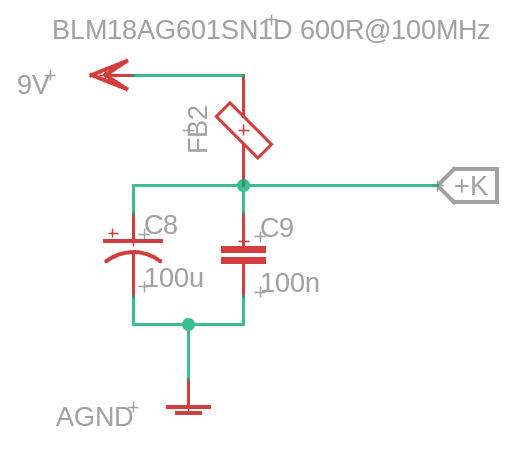 BLM18AG601SN1D 600R@100MHz
9V
FB2
+K
C8
C9
100u
100n
AGND